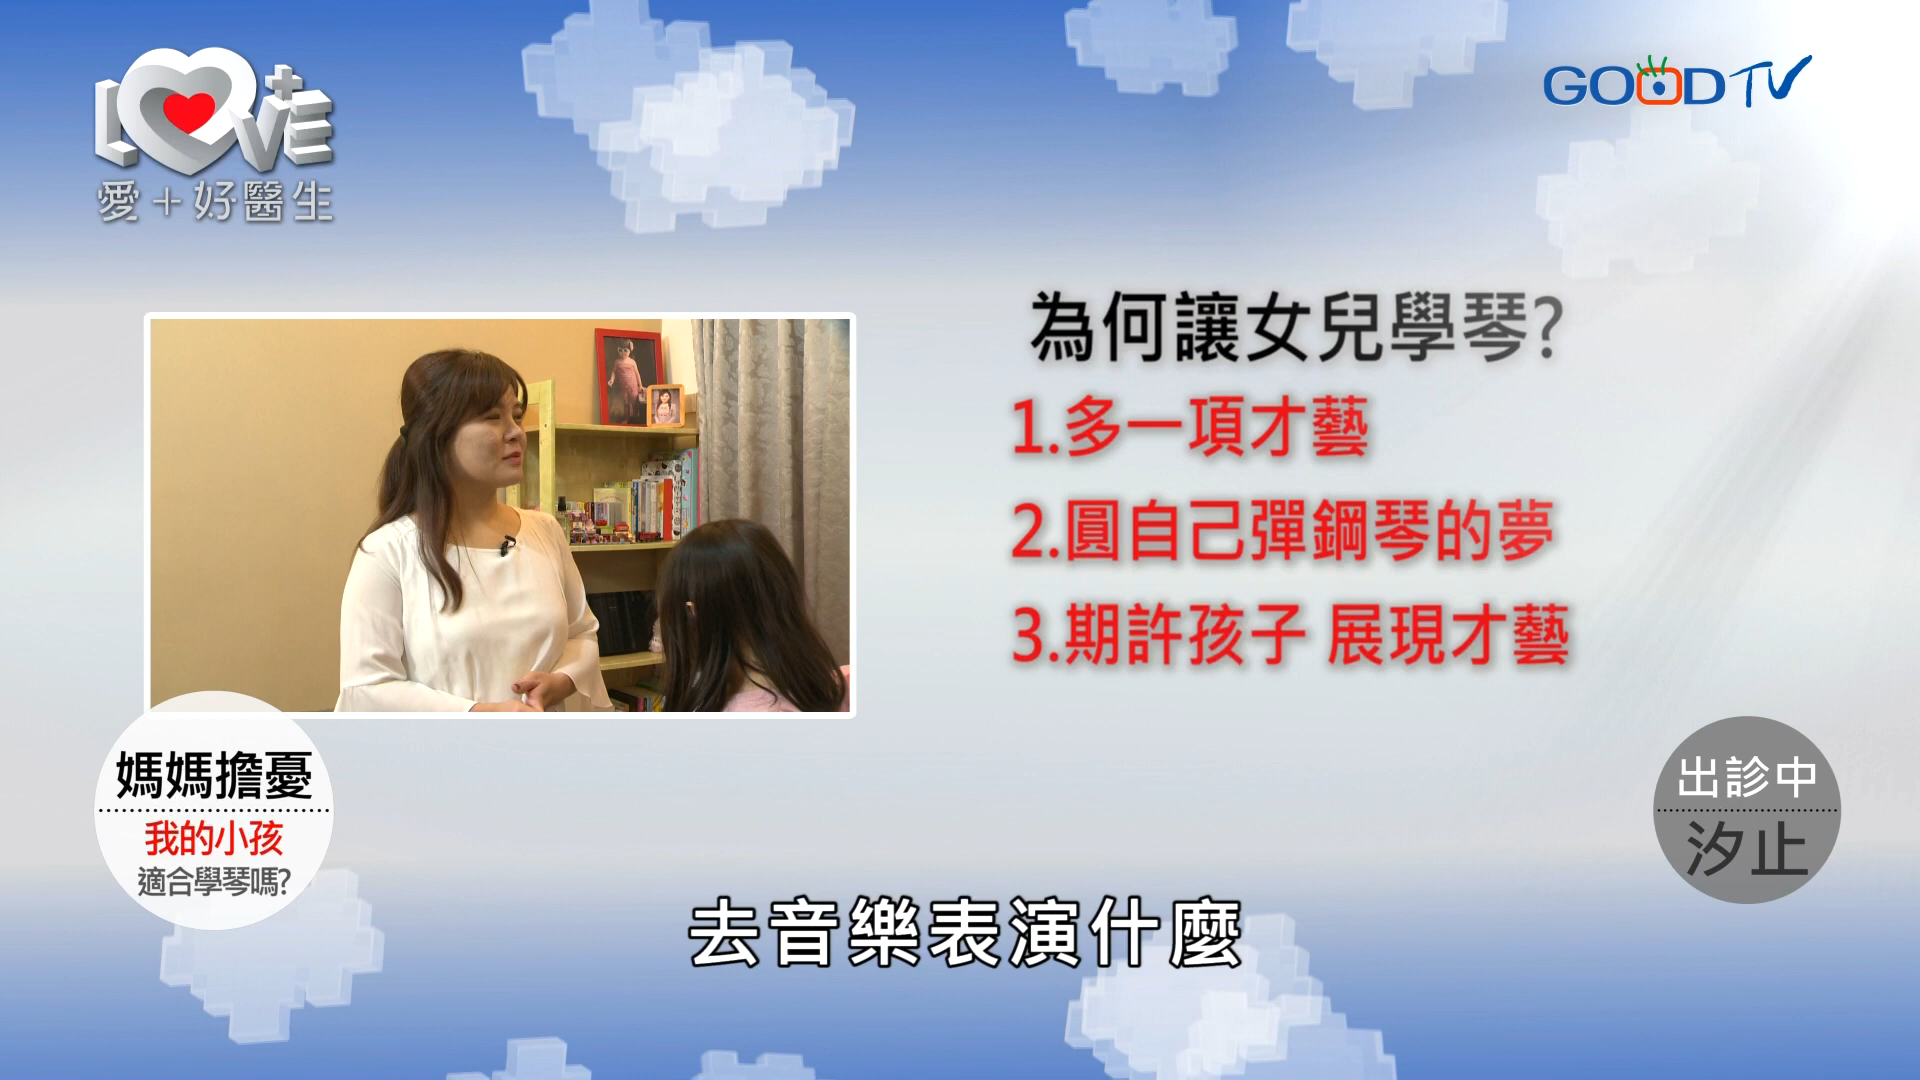 LOVE
愛+好醫生
GOODTV
為何讓女兒學琴?
1.多一項才藝
2.圓自己彈鋼琴的夢
3.期許孩子 展現才藝
媽媽擔憂
我的小孩
適合學琴嗎?
出診中
汐止
去音樂表演什麼